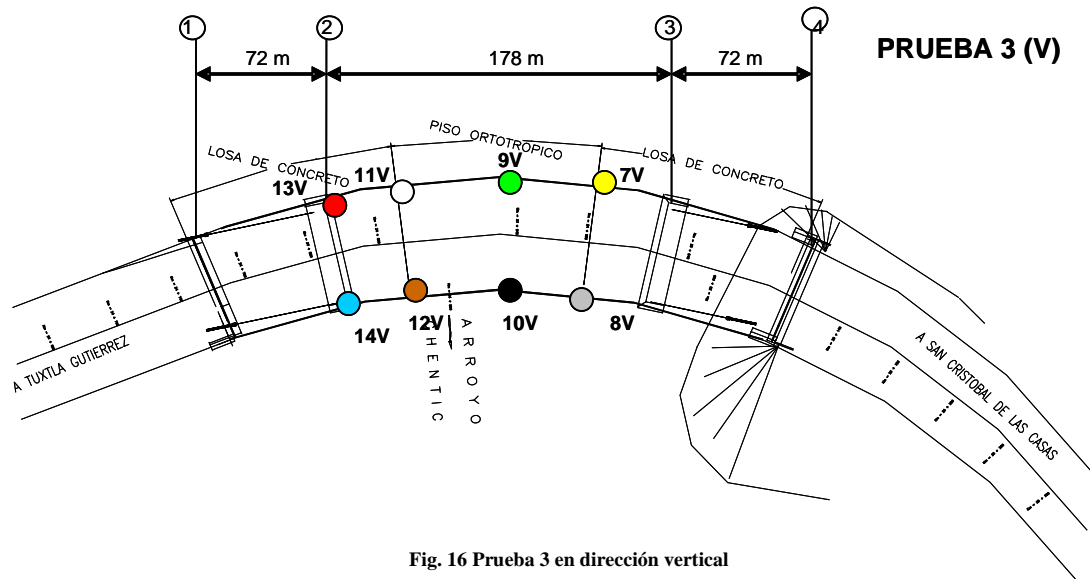 1
2
3
4
72 m
178 m
72 m
PRUEBA 3 (V)
LOSA DE CONCRETO
PISO ORTOTROPICO
LOSA DE CONCRETO
13V
11V
9V
7V
14V
12V
10V
8V
A TUXTLA GUTIERREZ
ARROYO
HENTIC
A SAN CRISTOBAL DE LAS CASAS
Fig. 16 Prueba 3 en dirección vertical